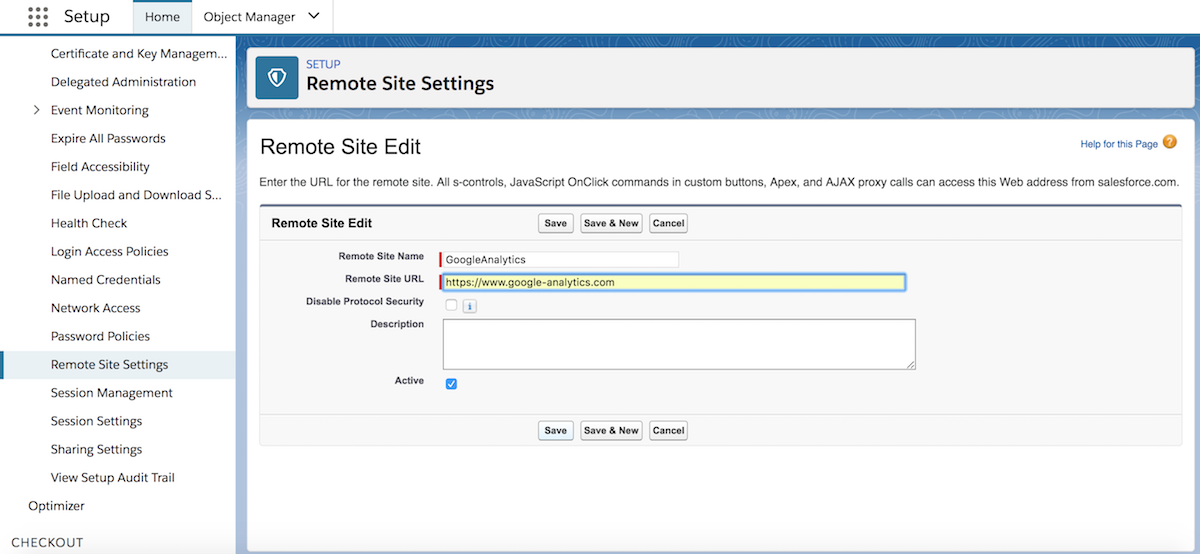 Setup
Home
Object Manager
Certificate and Key Managem...
Delegated Administration
Event Monitoring
Expire All Passwords
Field Accessibility
File Upload and Download S...
Health Check
Login Access Policies
Named Credentials
Network Access
Password Policies
Remote Site Settings
Session Management
Session Settings
Sharing Settings
View Setup Audit Trail
Optimizer
CHECKOUT
SETUP
Remote Site Settings
Remote Site Edit
Help for this Page ?
Enter the URL for the remote site. All s-controls, JavaScript OnClick commands in custom buttons, Apex, and AJAX proxy calls can access this Web address from salesforce.com.
Remote Site Edit Save Save & New Cancel
Remote Site Name GoogleAnalytics
Remote Site URL https://www.google-analytics.com
Disable Protocol Security i
Description
Active
Save Save & New Cancel